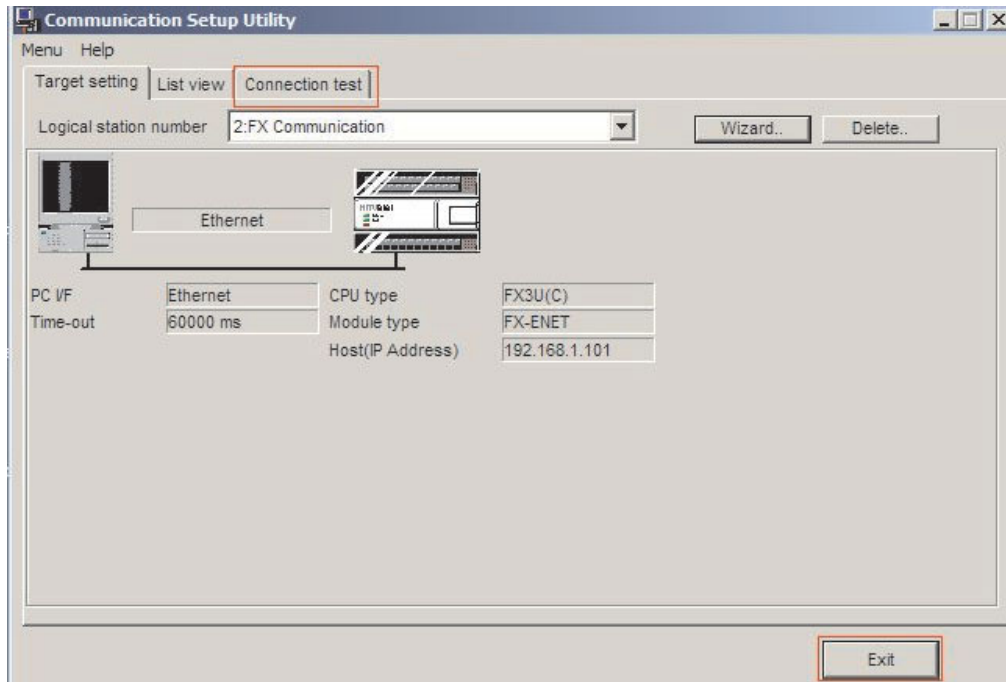 Communication Setup Utility
Menu Help
Target setting List view Connection test
Logical station number 2:FX Communication Wizard.. Delete..
Ethernet
PC I/F Ethernet CPU type FX3U(C)
Time-out 60000 ms Module type FX-ENET
Host(IP Address) 192.168.1.101
Exit